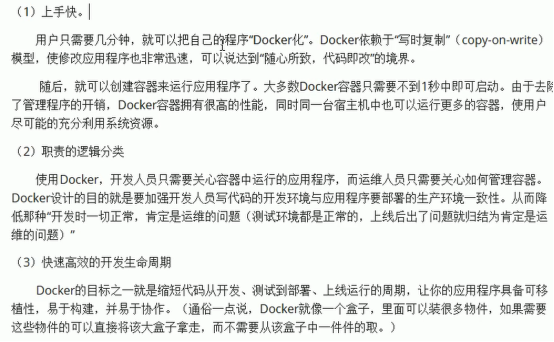 （1）上手快。
用户只需要几分钟，就可以把自己的程序“Docker化”。Docker依赖于“写时复制”（copy-on-write）
模型，使修改应用程序也非常迅速，可以说达到“随心所致，代码即改”的境界。
随后，就可以创建容器来运行应用程序了。大多数Docker容器只需要不到1秒中即可启动。由于去除
了管理程序的开销，Docker容器拥有很高的性能，同时同一台宿主机中也可以运行更多的容器，使用户
尽可能的充分利用系统资源。
（2）职责的逻辑分类
使用Docker，开发人员只需要关心容器中运行的应用程序，而运维人员只需要关心如何管理容器。
Docker设计的目的就是要加强开发人员写代码的开发环境与应用程序要部署的生产环境一致性。从而降
低那种“开发时一切正常，肯定是运维的问题（测试环境都是正常的，上线后出了问题就归结为肯定是运
维的问题）”
（3）快速高效的开发生命周期
Docker的目标之一就是缩短代码从开发、测试到部署、上线运行的周期，让你的应用程序具备可移
植性，易于构建，并易于协作。（通俗一点说，Docker就像一个盒子，里面可以装很多物件，如果需要
这些物件的可以直接将该大盒子拿走，而不需要从该盒子中一件件的取。）